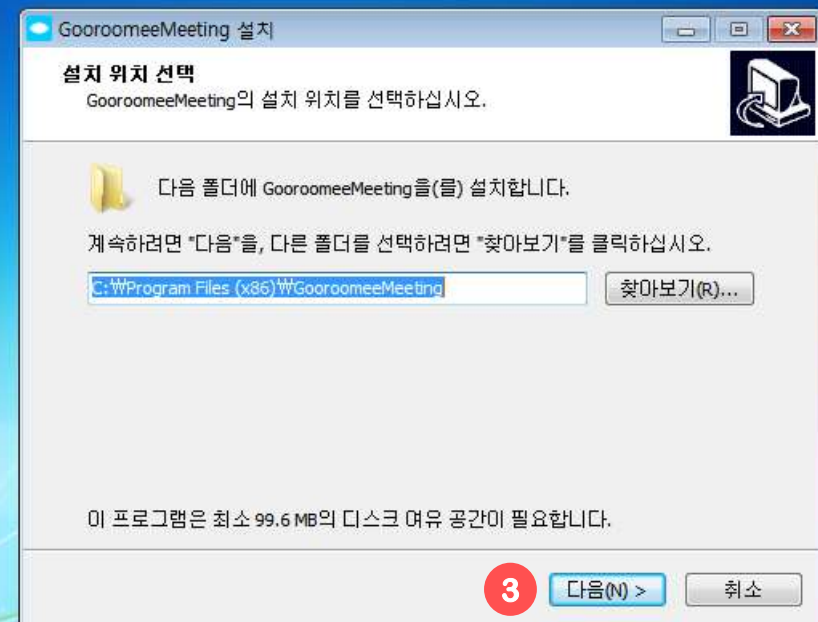 GooroomeeMeeting 설치
설치 위치 선택
GooroomeeMeeting의 설치 위치를 선택하십시오.
다음 폴더에 GooroomeeMeeting을(를) 설치합니다.
계속하려면 "다음"을, 다른 폴더를 선택하려면 "찾아보기"를 클릭하십시오.
C:₩Program Files (x86)₩GooroomeeMeeting
찾아보기(R)...
이 프로그램은 최소 99.6 MB의 디스크 여유 공간이 필요합니다.
3 다음(N) > 취소